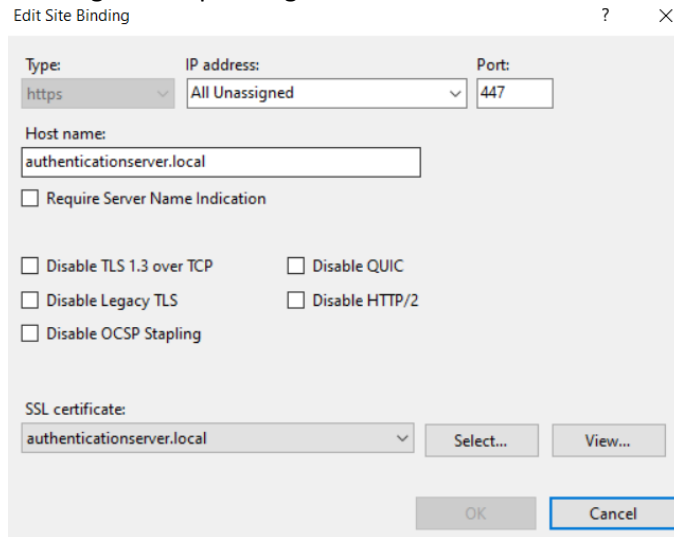 Edit Site Binding ?
Type: IP address: Port:
https All Unassigned 447
Host name:
authenticationserver.local
Require Server Name Indication
Disable TLS 1.3 over TCP Disable QUIC
Disable Legacy TLS Disable HTTP/2
Disable OCSP Stapling
SSL certificate:
authenticationserver.local Select... View...
OK Cancel